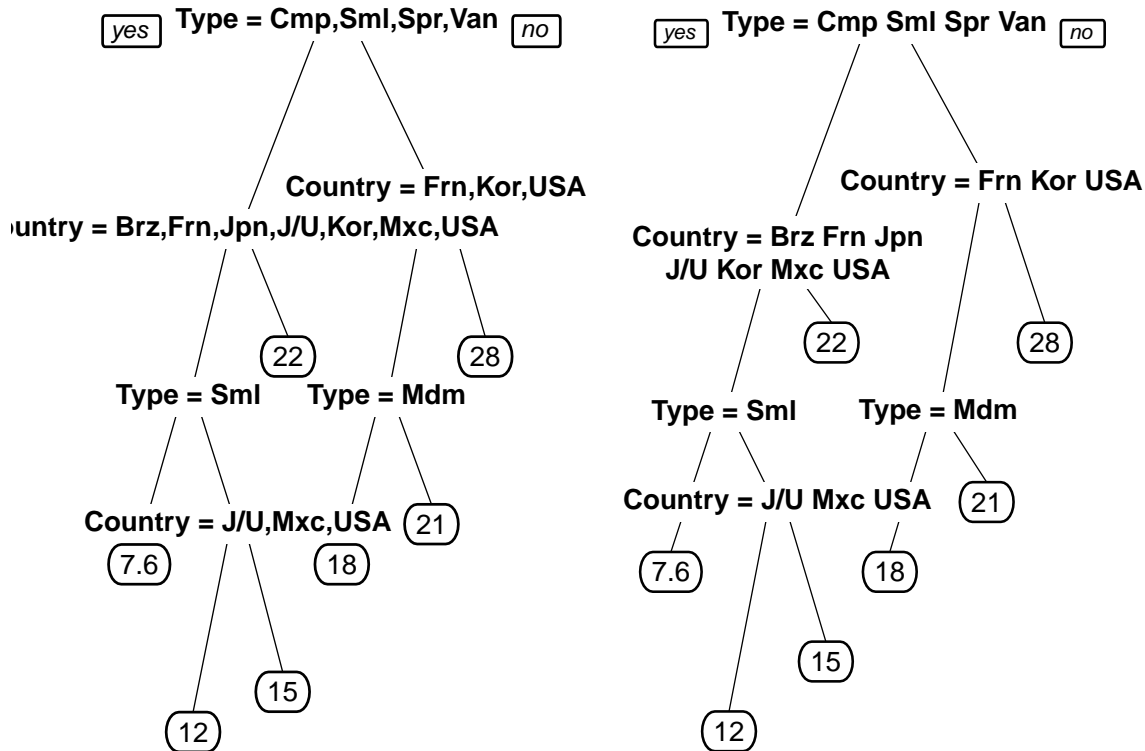 yes Type = Cmp,Sml,Spr,Van no
Country = Frn,Kor,USA
ountry = Brz,Frn,Jpn,J/U,Kor,Mxc,USA
22
28
Type = Sml
Type = Mdm
Country = J/U,Mxc,USA
21
7.6
18
15
12
yes Type = Cmp Sml Spr Van no
Country = Frn Kor USA
Country = Brz Frn Jpn
J/U Kor Mxc USA
22
28
Type = Sml
Type = Mdm
Country = J/U Mxc USA
21
7.6
18
15
12